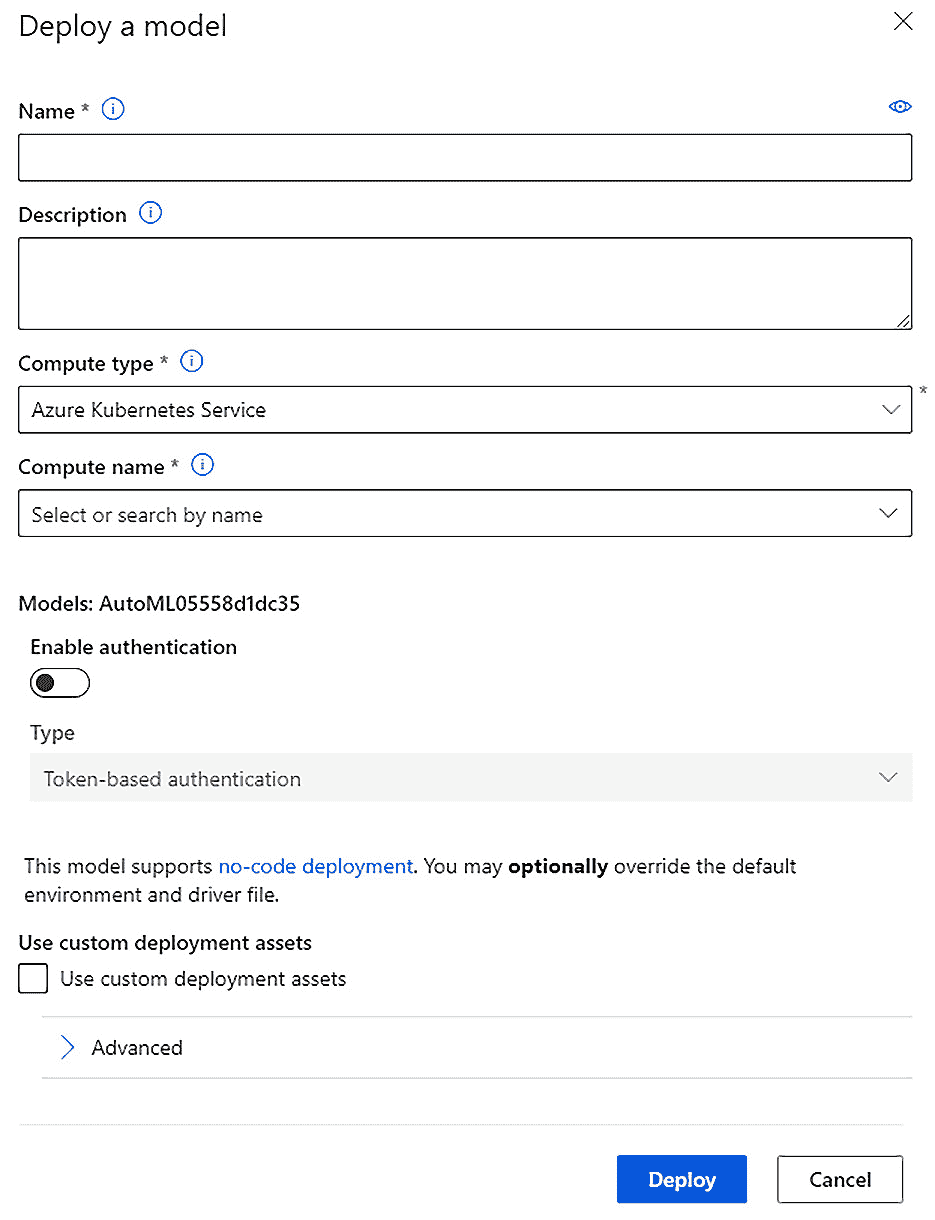 Deploy a model
Name * i
Description i
Compute type * i
Azure Kubernetes Service *
Compute name * i
Select or search by name
Models: AutoML05558d1dc35
Enable authentication
Type
Token-based authentication
This model supports no-code deployment. You may optionally override the default
environment and driver file.
Use custom deployment assets
Use custom deployment assets
Advanced
Deploy Cancel